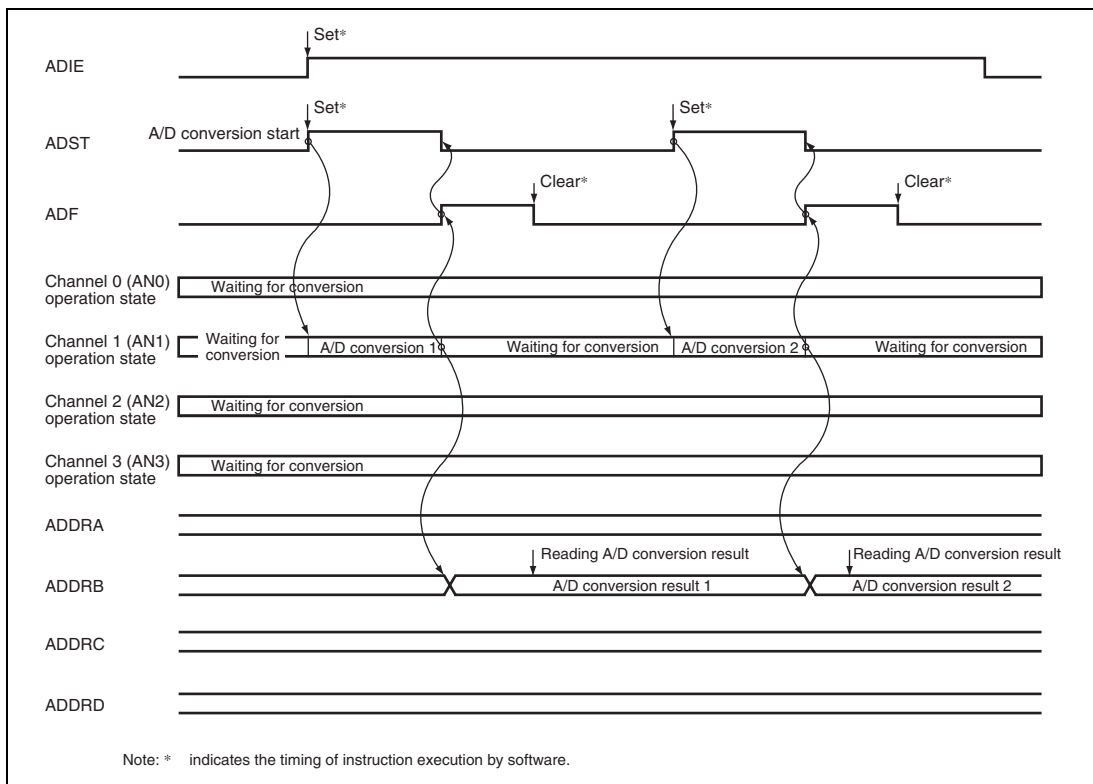 Set*
ADIE
Set*
A/D conversion start
ADST
Clear*
Clear*
Set*
ADF
Channel 0 (AN0)
operation state
Waiting for conversion
Channel 1 (AN1)
operation state
Waiting for
conversion
A/D conversion 1
Waiting for conversion
A/D conversion 2
Waiting for conversion
Channel 2 (AN2)
operation state
Waiting for conversion
Channel 3 (AN3)
operation state
Waiting for conversion
ADDRA
Reading A/D conversion result
Reading A/D conversion result
ADDRB
A/D conversion result 1
A/D conversion result 2
ADDRC
ADDRD
Note: * indicates the timing of instruction execution by software.